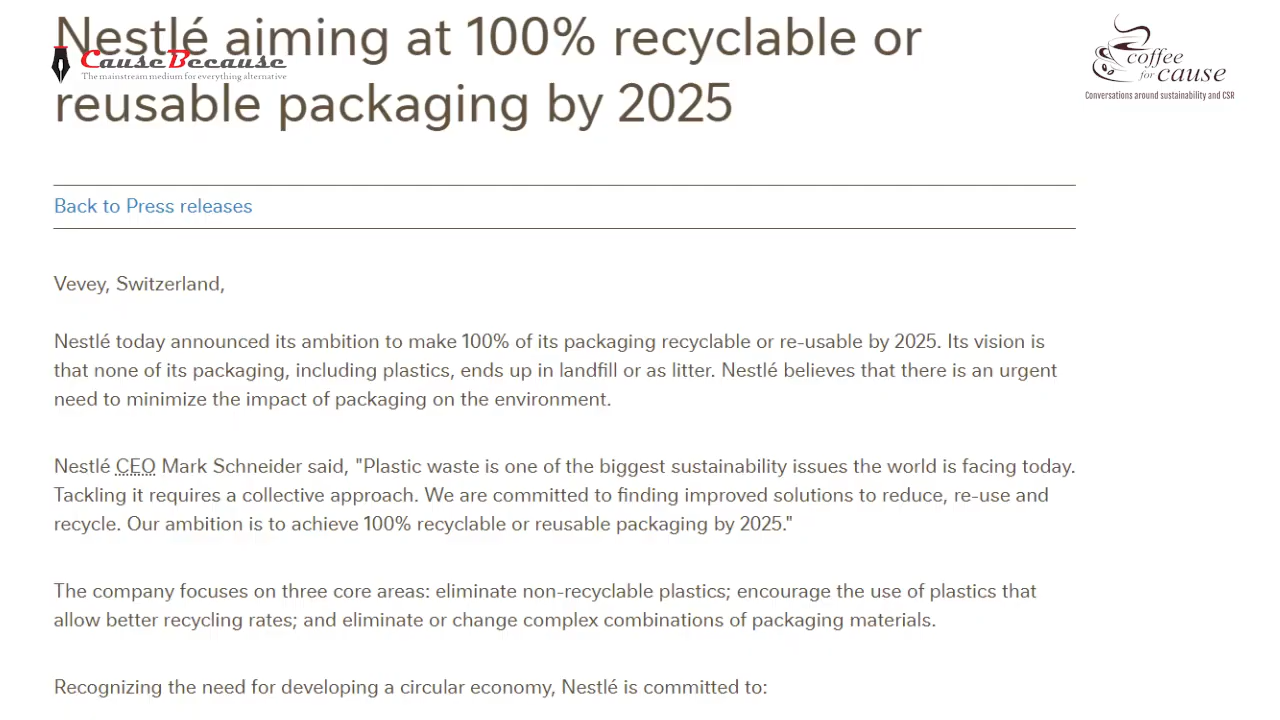 Nestlé aiming at 100% recyclable or
CauseBecause
The mainstream medium for everything alternative
reusable packaging by 2025
coffee
for cause
Conversations around sustainability and CSR
Back to Press releases
Vevey, Switzerland,
Nestlé today announced its ambition to make 100% of its packaging recyclable or re-usable by 2025. Its vision is
that none of its packaging, including plastics, ends up in landfill or as litter. Nestlé believes that there is an urgent
need to minimize the impact of packaging on the environment.
Nestlé CEO Mark Schneider said, "Plastic waste is one of the biggest sustainability issues the world is facing today.
Tackling it requires a collective approach. We are committed to finding improved solutions to reduce, re-use and
recycle. Our ambition is to achieve 100% recyclable or reusable packaging by 2025."
The company focuses on three core areas: eliminate non-recyclable plastics; encourage the use of plastics that
allow better recycling rates; and eliminate or change complex combinations of packaging materials.
Recognizing the need for developing a circular economy, Nestlé is committed to: